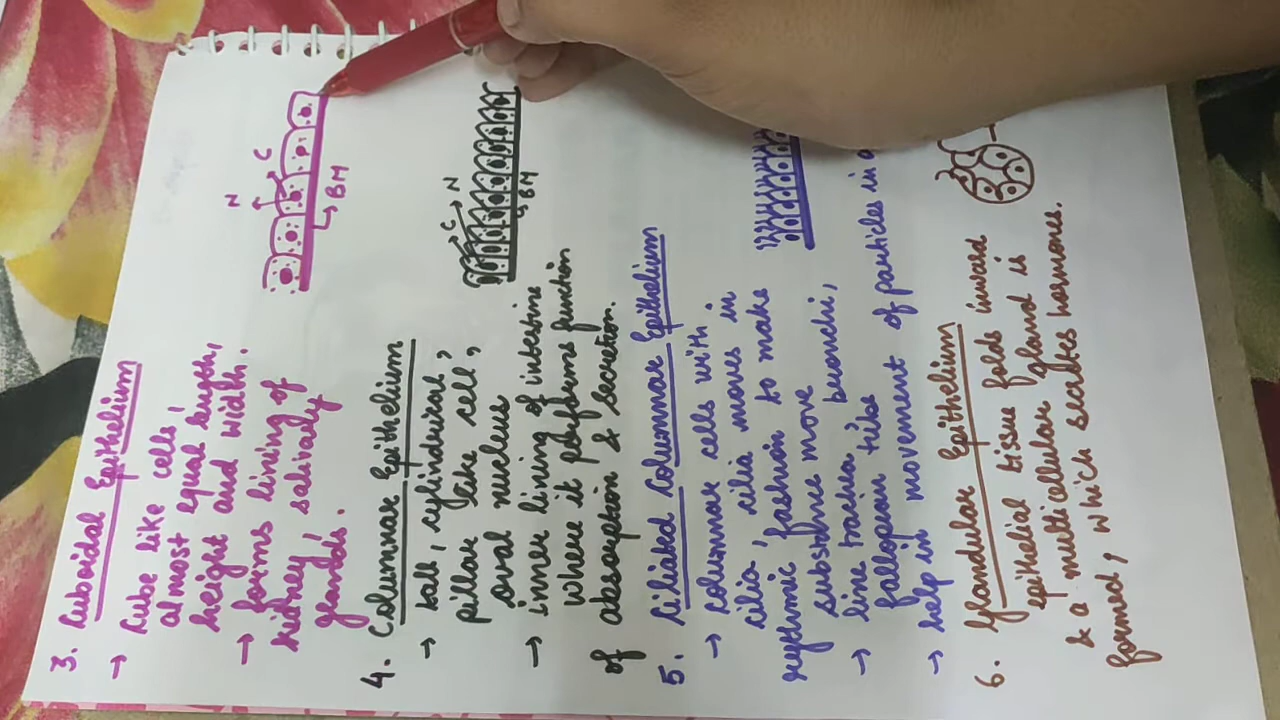 3. Cuboidal Epithelium
→ Cube like cells,
almost equal length,
height and width.
→ forms lining of
kidney, salivary
glands.
N
C
BM
4. Columnar Epithelium
→ tall, cylindrical,
pillar like cell,
oval nucleus
→ inner lining of intestine
where it performs function
of absorption & secretion.
C
N
BM
5. Ciliated Columnar Epithelium
→ columnar cells with
cilia, cilia moves in
rhythmic fashion to make
substance move
→ line trachia, bronchi,
fallopean tube
→ help in movement of particles in
6. Glandular Epithelium
epithelial tissue folds inward
& a multicellular gland is
formed, which secrates hormones.